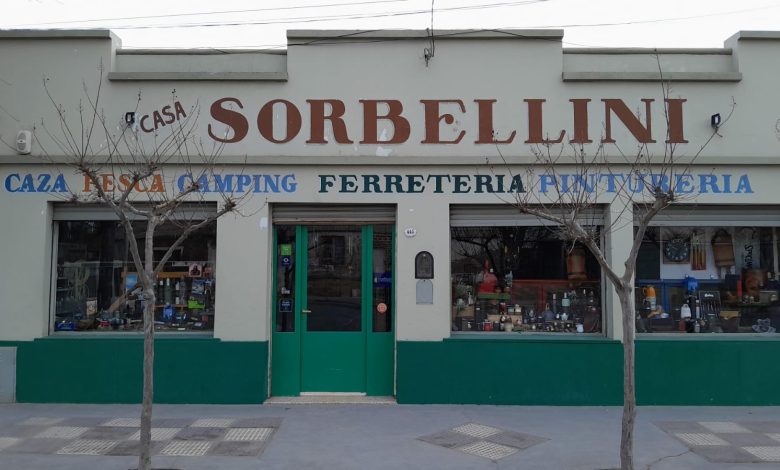 CASA SORBELLINI
CAZA PESCA CAMPING FERRETERIA PINTURERIA